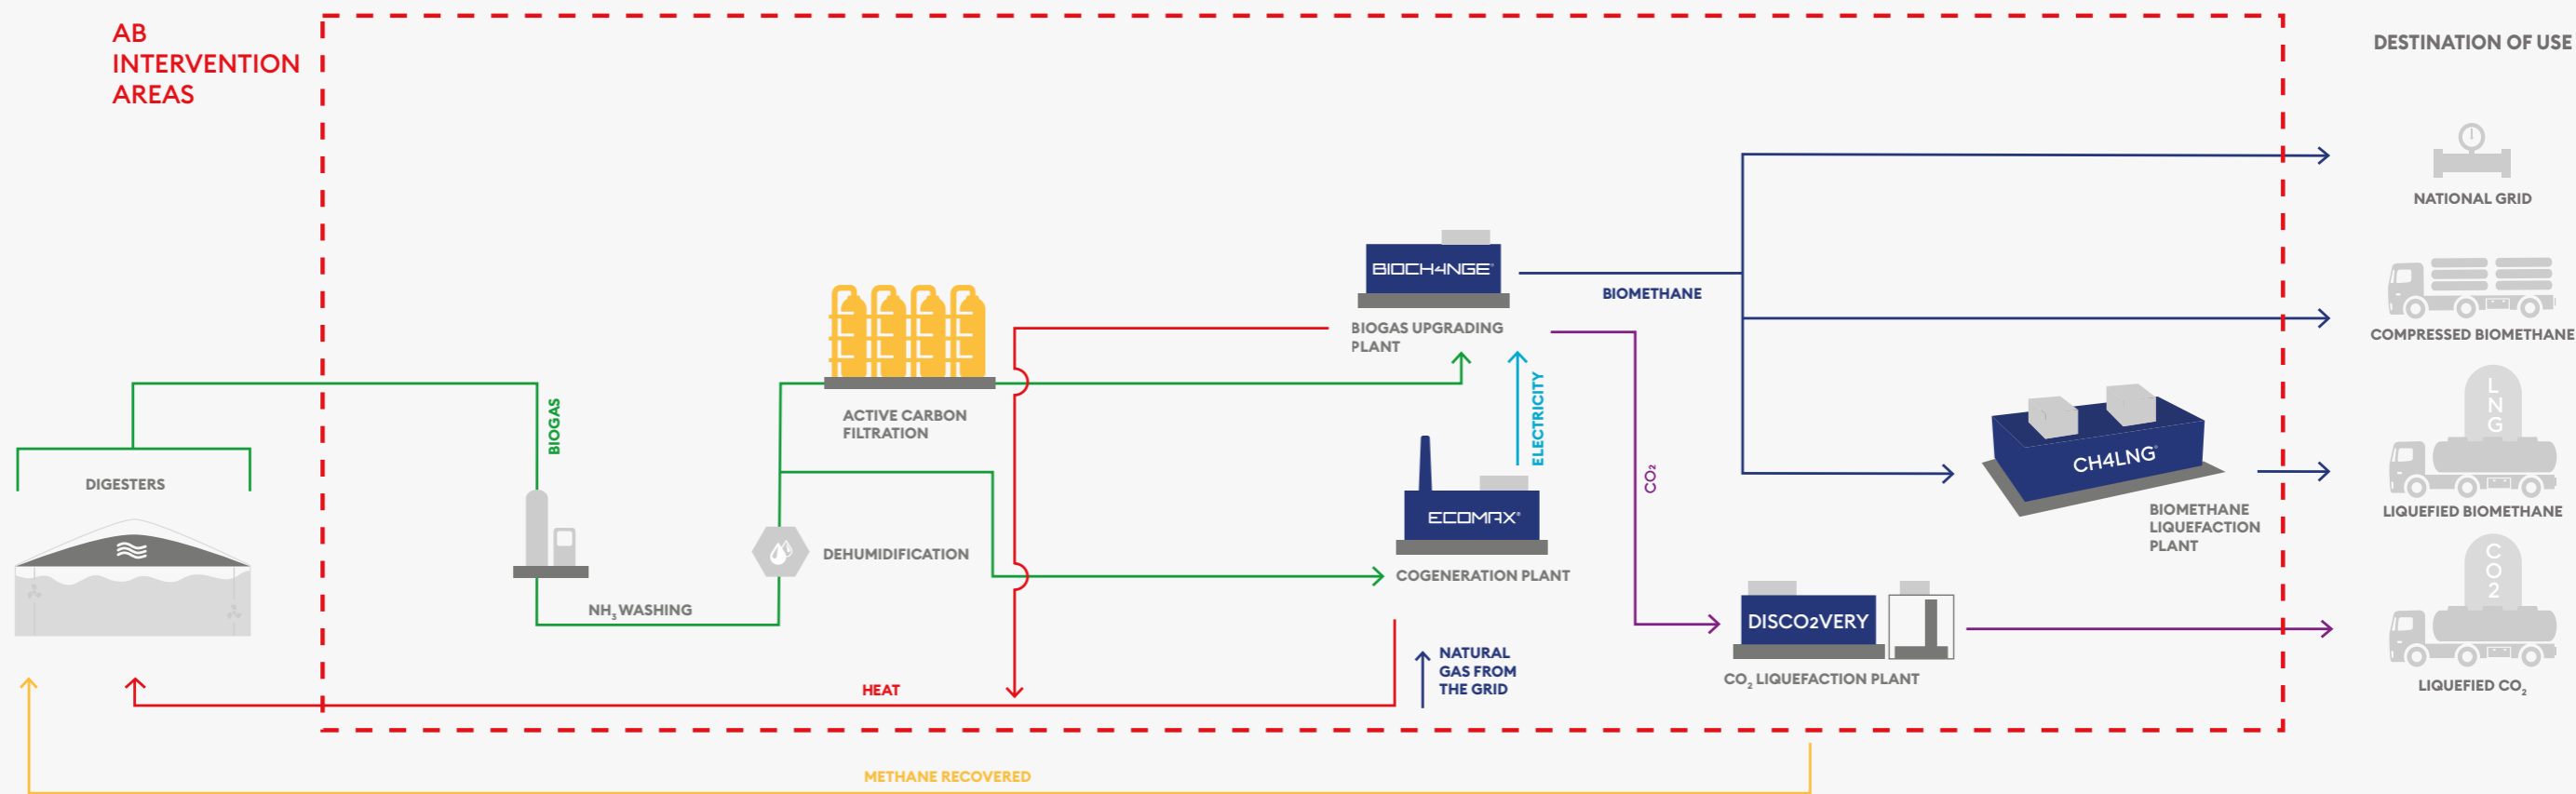 AB
INTERVENTION
AREAS
DESTINATION OF USE
NATIONAL GRID
BIOCH4NGE®
BIOMETHANE
BIOGAS UPGRADING
PLANT
COMPRESSED BIOMETHANE
ACTIVE CARBON
FILTRATION
BIOGAS
ELECTRICITY
L
N
G
CH4LNG®
DIGESTERS
CO₂
ECOMAX®
BIOMETHANE
LIQUEFACTION
PLANT
LIQUEFIED BIOMETHANE
DEHUMIDIFICATION
COGENERATION PLANT
C
O
2
NH₃ WASHING
DISCO2VERY
NATURAL
GAS FROM
THE GRID
CO₂ LIQUEFACTION PLANT
LIQUEFIED CO₂
HEAT
METHANE RECOVERED